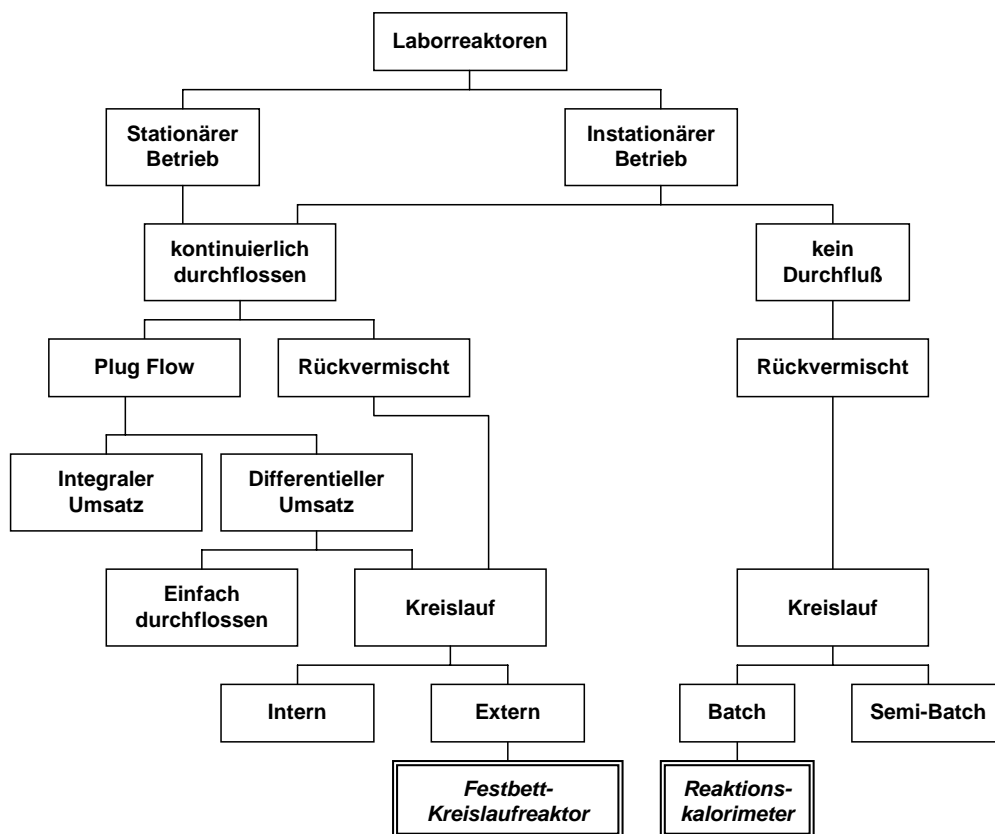 Laborreaktoren
Stationärer
Betrieb
Instationärer
Betrieb
kontinuierlich
durchflossen
kein
Durchfluß
Plug Flow
Rückvermischt
Rückvermischt
Integraler
Umsatz
Differentieller
Umsatz
Einfach
durchflossen
Kreislauf
Kreislauf
Intern
Extern
Batch
Semi-Batch
Festbett-
Kreislaufreaktor
Reaktions-
kalorimeter